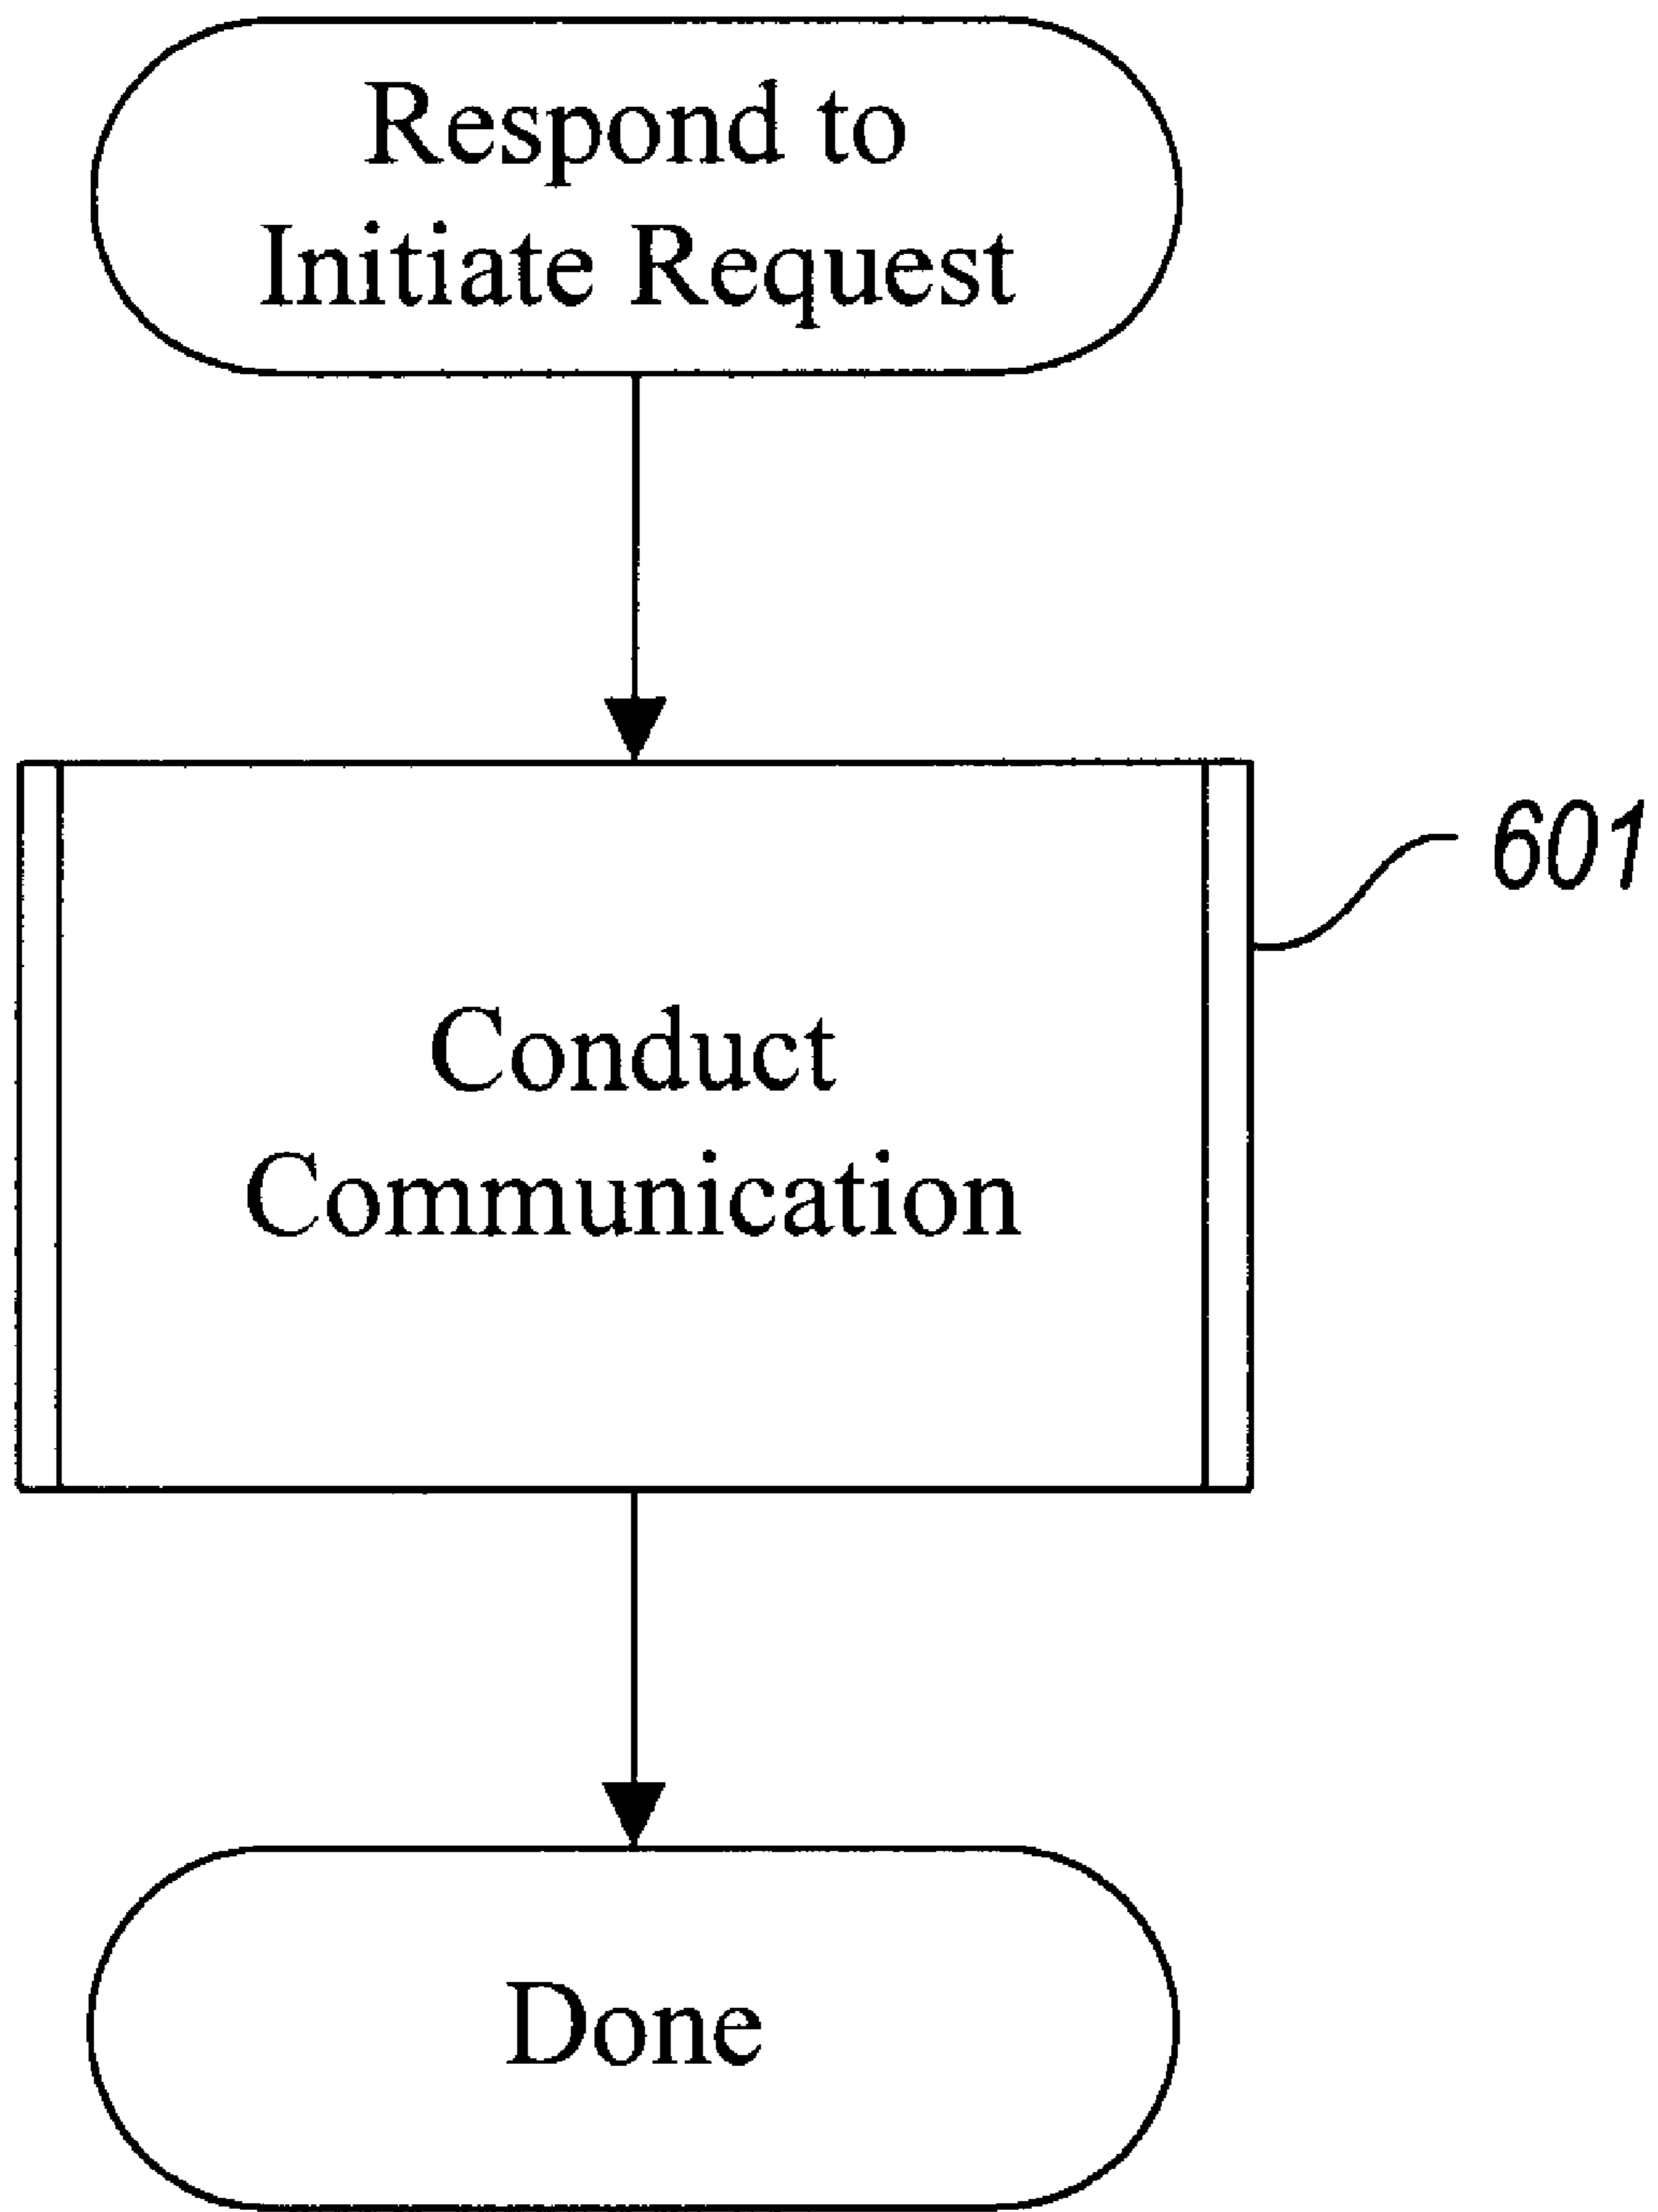 Respond to
Initiate Request
601
Conduct
Communication
Done